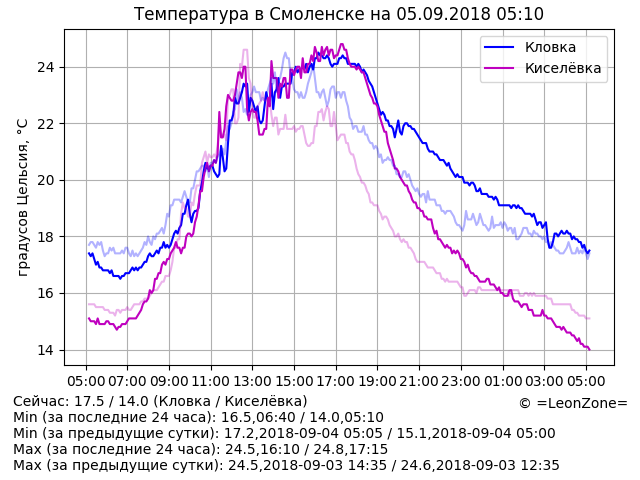 Температура в Смоленске на 05.09.2018 05:10
Кловка
Киселёвка
градусов Цельсия, °C
24
22
20
18
16
14
05:00 07:00 09:00 11:00 13:00 15:00 17:00 19:00 21:00 23:00 01:00 03:00 05:00
Сейчас: 17.5 / 14.0 (Кловка / Киселёвка)
© =LeonZone=
Min (за последние 24 часа): 16.5,06:40 / 14.0,05:10
Min (за предыдущие сутки): 17.2,2018-09-04 05:05 / 15.1,2018-09-04 05:00
Max (за последние 24 часа): 24.5,16:10 / 24.8,17:15
Max (за предыдущие сутки): 24.5,2018-09-03 14:35 / 24.6,2018-09-03 12:35